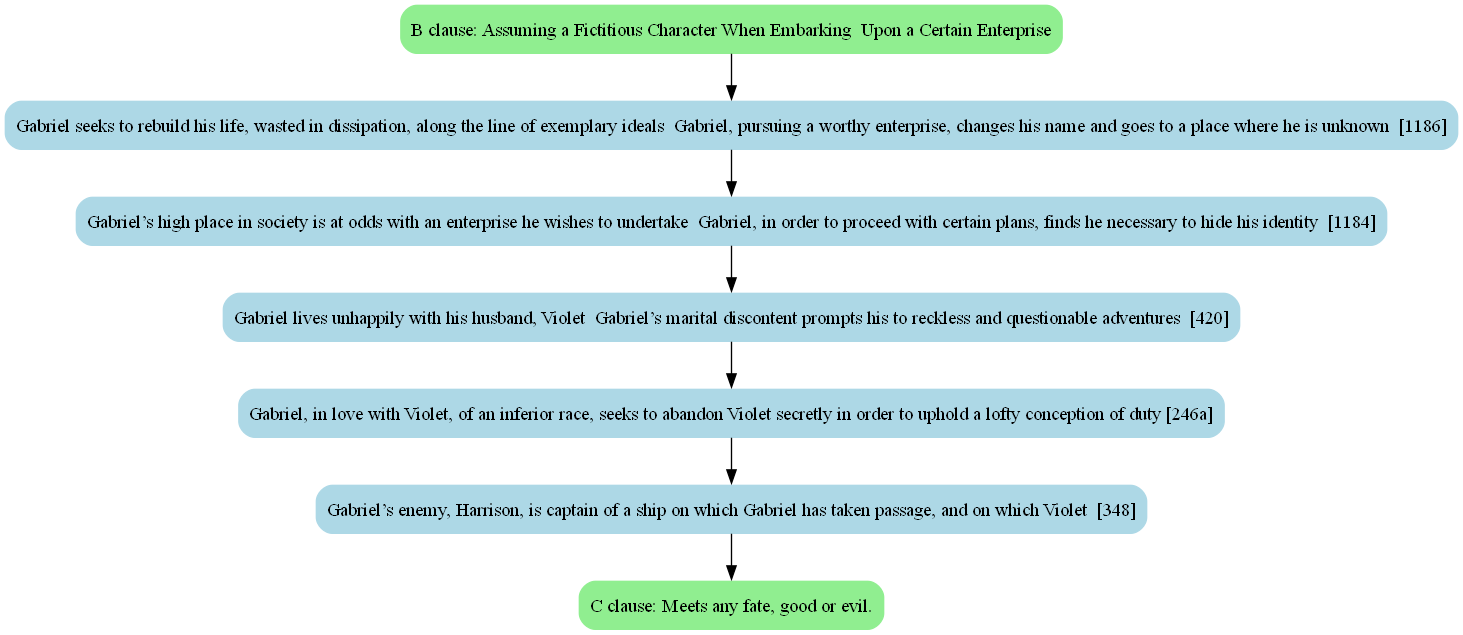 B clause: Assuming a Fictitious Character When Embarking  Upon a Certain Enterprise
Gabriel seeks to rebuild his life, wasted in dissipation, along the line of exemplary ideals  Gabriel, pursuing a worthy enterprise, changes his name and goes to a place where he is unknown  [1186]
Gabriel’s high place in society is at odds with an enterprise he wishes to undertake  Gabriel, in order to proceed with certain plans, finds he necessary to hide his identity  [1184]
Gabriel lives unhappily with his husband, Violet  Gabriel’s marital discontent prompts his to reckless and questionable adventures  [420]
Gabriel, in love with Violet, of an inferior race, seeks to abandon Violet secretly in order to uphold a lofty conception of duty [246a]
Gabriel’s enemy, Harrison, is captain of a ship on which Gabriel has taken passage, and on which Violet  [348]
C clause: Meets any fate, good or evil.